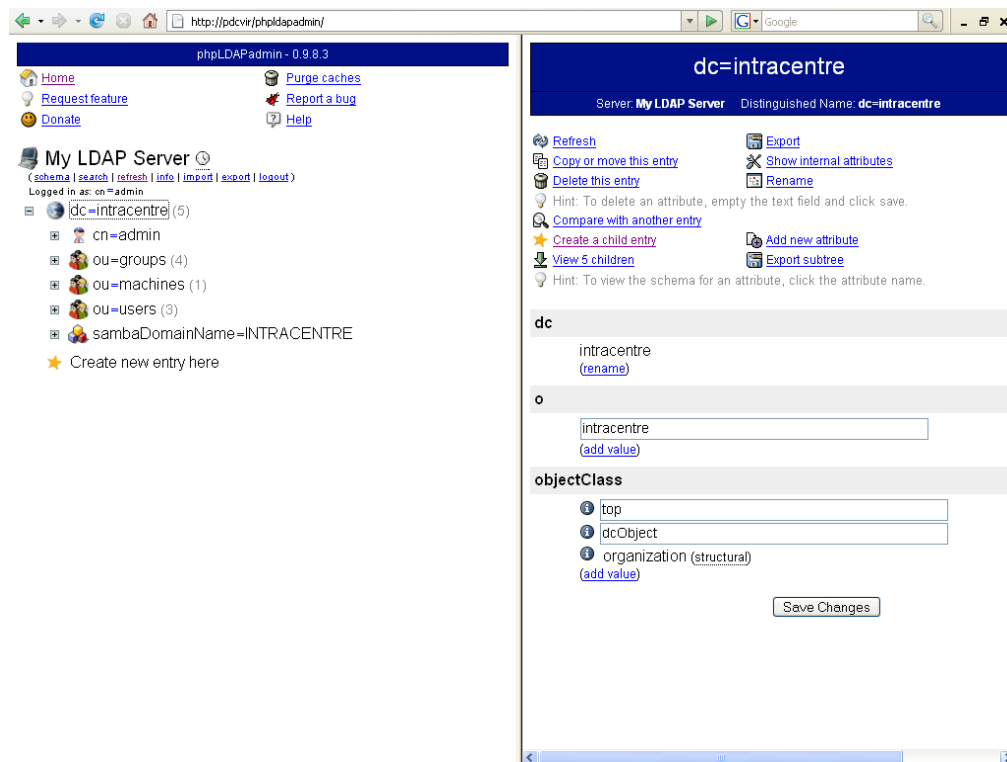 http://pdcvir/phpldapadmin/
G Google
phpLDAPadmin - 0.9.8.3
Home Purge caches
Request feature Report a bug
Donate Help
My LDAP Server
( schema | search | refresh | info | import | export | logout )
Logged in as: cn=admin
dc=intracentre (5)
cn=admin
ou=groups (4)
ou=machines (1)
ou=users (3)
sambaDomainName=INTRACENTRE
Create new entry here
dc=intracentre
Server: My LDAP Server Distinguished Name: dc=intracentre
Refresh Export
Copy or move this entry Show internal attributes
Delete this entry Rename
Hint: To delete an attribute, empty the text field and click save.
Compare with another entry
Create a child entry Add new attribute
View 5 children Export subtree
Hint: To view the schema for an attribute, click the attribute name.
dc
intracentre
(rename)
o
intracentre
(add value)
objectClass
top
dcObject
organization (structural)
(add value)
Save Changes